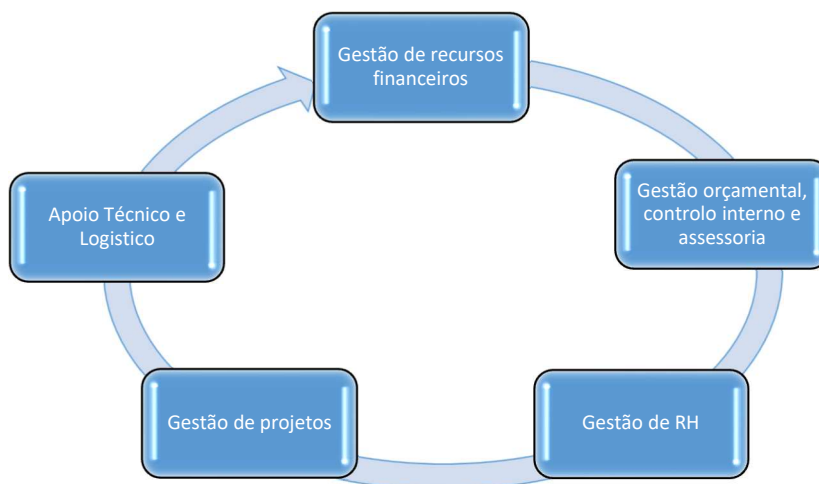 Gestão de recursos
financeiros
Gestão orçamental,
controlo interno e
assessoria
Gestão de RH
Gestão de projetos
Apoio Técnico e
Logistico